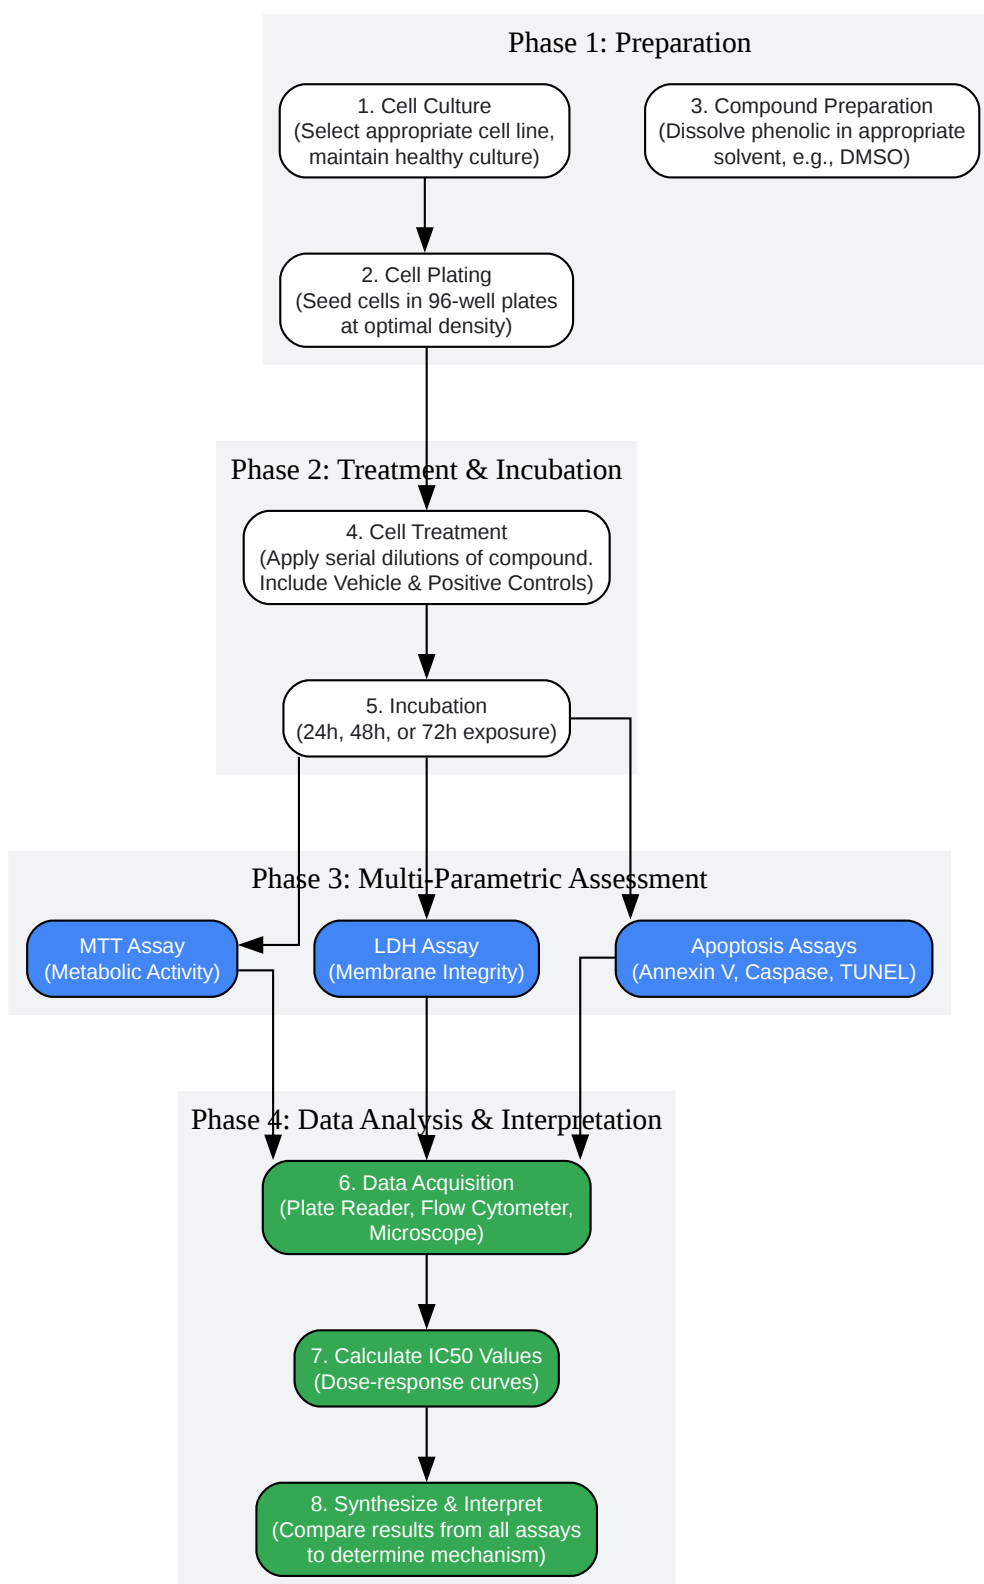 Phase 1: Preparation
1. Cell Culture
(Select appropriate cell line,
maintain healthy culture)
3. Compound Preparation
(Dissolve phenolic in appropriate
solvent, e.g., DMSO)
2. Cell Plating
(Seed cells in 96-well plates
at optimal density)
Phase 2: Treatment & Incubation
4. Cell Treatment
(Apply serial dilutions of compound.
Include Vehicle & Positive Controls)
5. Incubation
(24h, 48h, or 72h exposure)
Phase 3: Multi-Parametric Assessment
MTT Assay
(Metabolic Activity)
LDH Assay
(Membrane Integrity)
Apoptosis Assays
(Annexin V, Caspase, TUNEL)
Phase 4: Data Analysis & Interpretation
6. Data Acquisition
(Plate Reader, Flow Cytometer,
Microscope)
7. Calculate IC50 Values
(Dose-response curves)
8. Synthesize & Interpret
(Compare results from all assays
to determine mechanism)